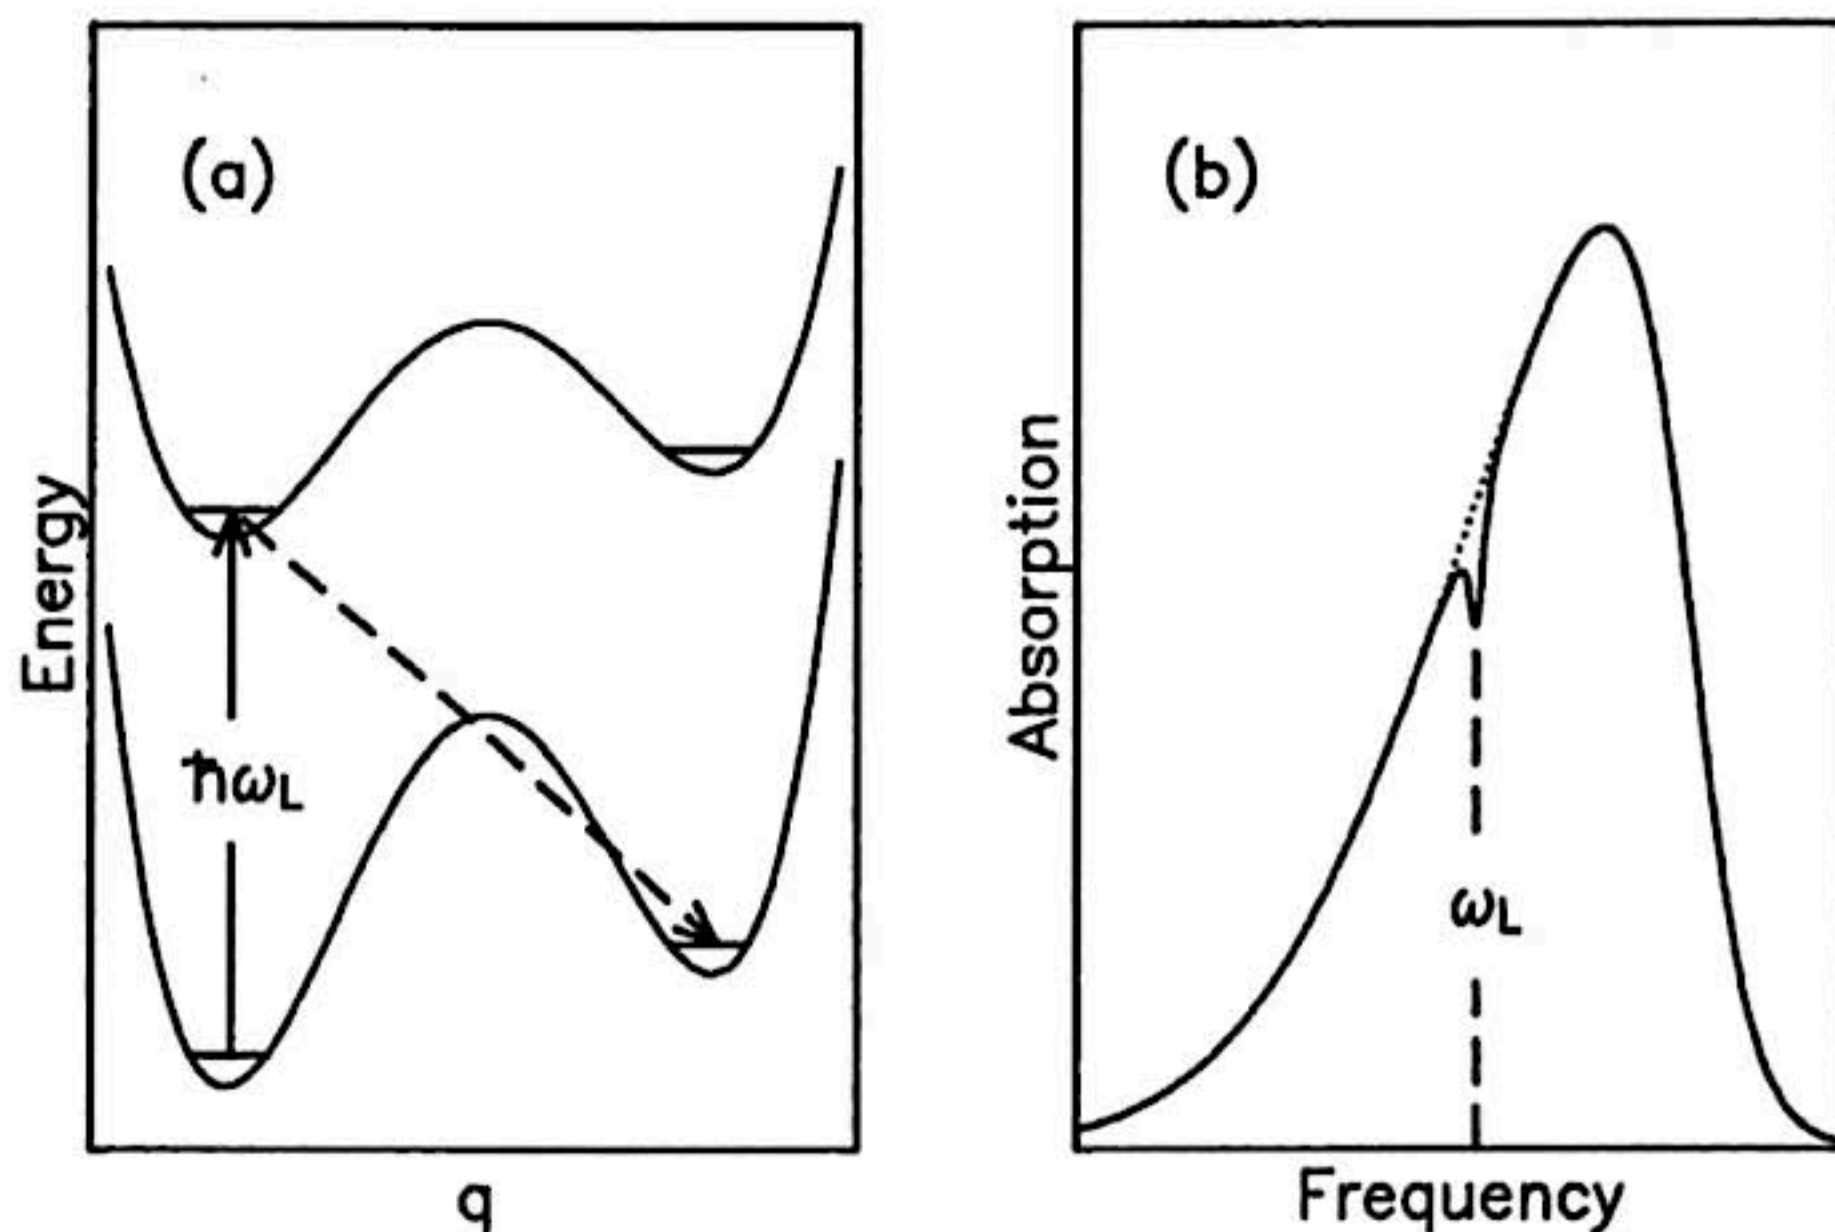 (a)
Energy
ħωL
q
(b)
Absorption
ωL
Frequency